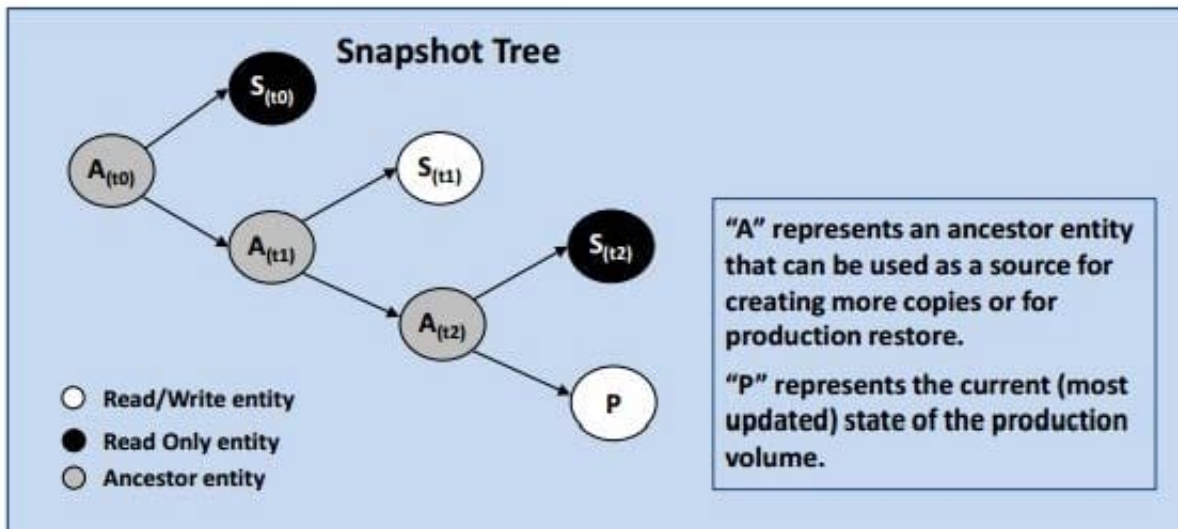 Snapshot Tree
S(t0)
A(t0)
S(t1)
A(t1)
S(t2)
A(t2)
P
Read/Write entity
Read Only entity
Ancestor entity
“A” represents an ancestor entity
that can be used as a source for
creating more copies or for
production restore.
“P” represents the current (most
updated) state of the production
volume.